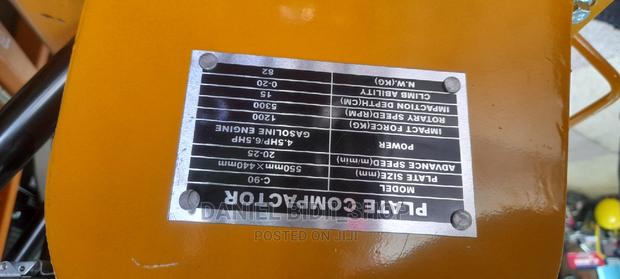 PLATE COMPACTOR
MODEL C-90
PLATE SIZE(mm) 550mm×440mm
ADVANCE SPEED(m/min) 20-25
POWER 4.5HP/6.5HP GASOLINE ENGINE
IMPACT FORCE(KG) 1200
ROTARY SPEED(RPM) 5300
IMPACTION DEPTH(CM) 15
CLIMB ABILITY 0-20
N.W.(KG) 82
DANIEL BIDII_SHOP
POSTED ON JIJI